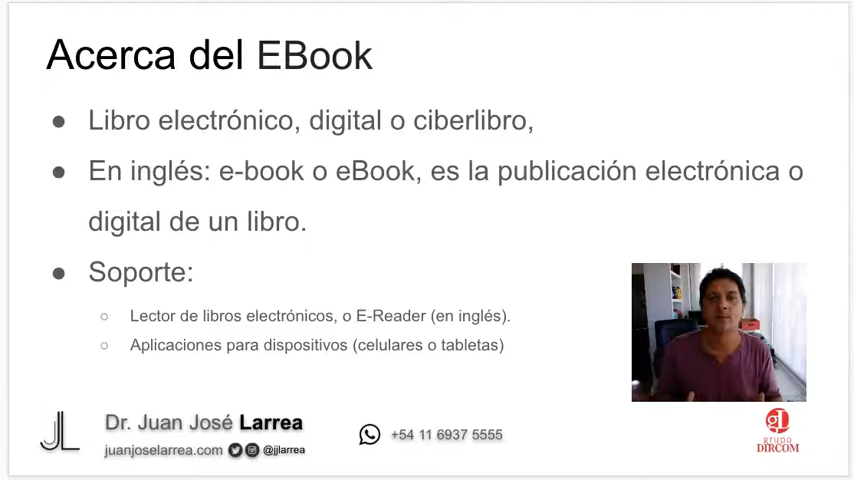 Acerca del EBook
● Libro electrónico, digital o ciberlibro,
● En inglés: e-book o eBook, es la publicación electrónica o
digital de un libro.
● Soporte:
○ Lector de libros electrónicos, o E-Reader (en inglés).
○ Aplicaciones para dispositivos (celulares o tabletas)
JL
Dr. Juan José Larrea
juanjoselarrea.com @jjlarrea
+54 11 6937 5555
gd
grupo
DIRCOM